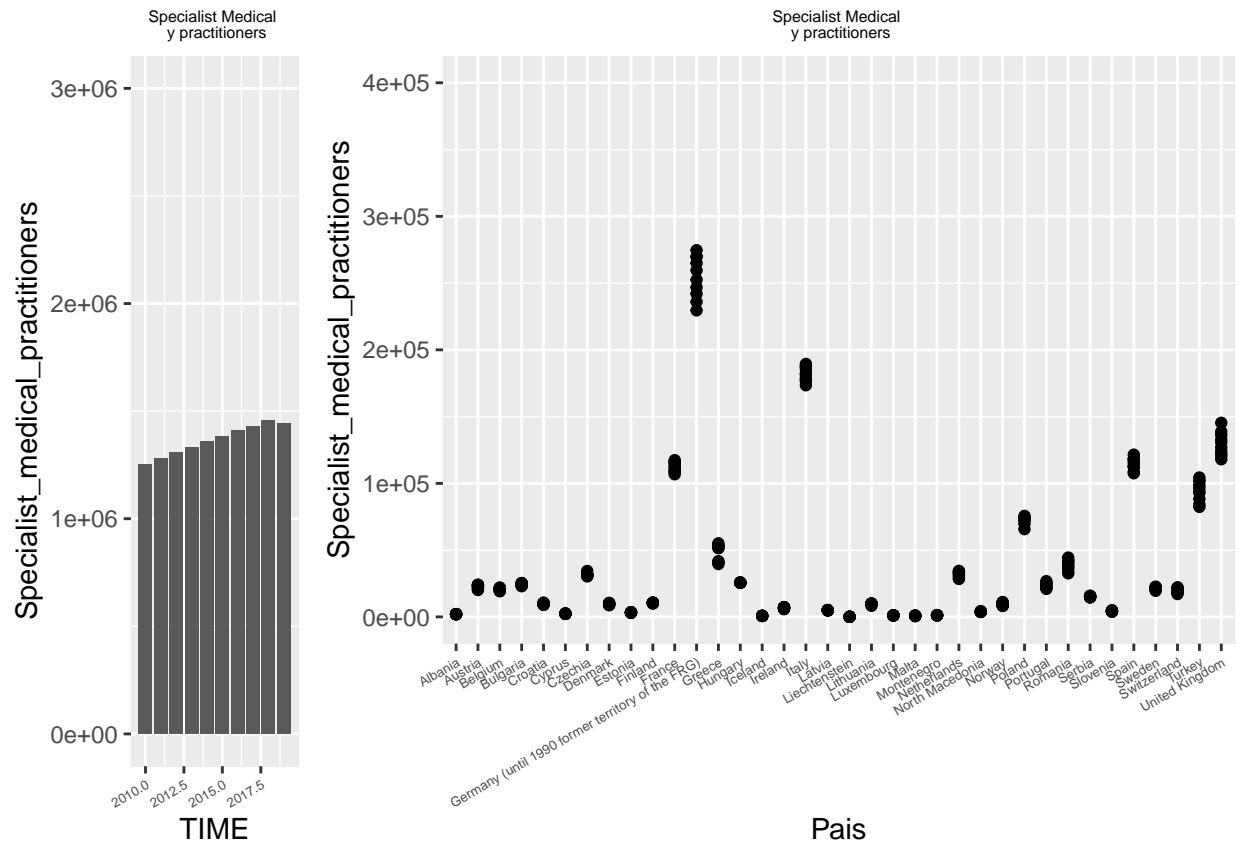 Specialist Medical
y practitioners
Specialist_medical_practitioners
3e+06
2e+06
1e+06
0e+00
2010.0
2012.5
2015.0
2017.5
TIME
Specialist Medical
y practitioners
Specialist_medical_practitioners
4e+05
3e+05
2e+05
1e+05
0e+00
Albania
Austria
Belgium
Bulgaria
Croatia
Cyprus
Czechia
Denmark
Estonia
Finland
France
Germany (until 1990 former territory of the FRG)
Greece
Hungary
Iceland
Ireland
Italy
Latvia
Liechtenstein
Lithuania
Luxembourg
Malta
Montenegro
Netherlands
North Macedonia
Norway
Poland
Portugal
Romania
Serbia
Slovenia
Spain
Sweden
Switzerland
Turkey
United Kingdom
Pais